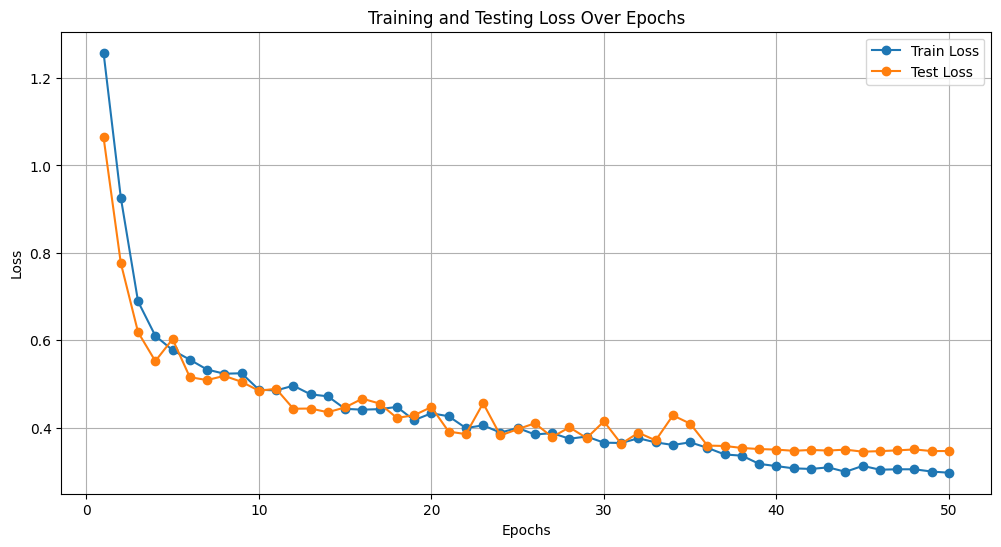 Training and Testing Loss Over Epochs
Train Loss
Test Loss
Loss
1.2
1.0
0.8
0.6
0.4
0 10 20 30 40 50
Epochs